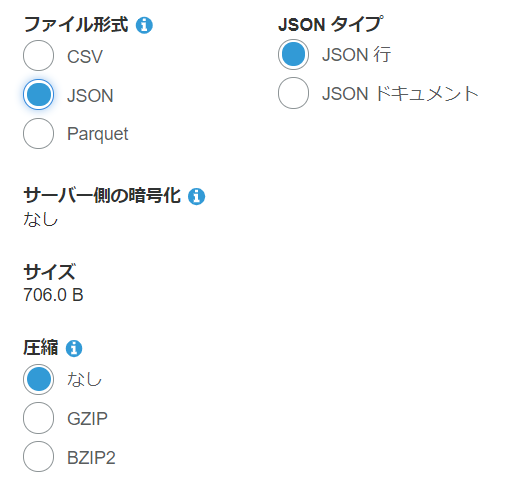 ファイル形式
CSV
JSON
Parquet
JSON タイプ
JSON 行
JSON ドキュメント
サーバー側の暗号化
なし
サイズ
706.0 B
圧縮
なし
GZIP
BZIP2